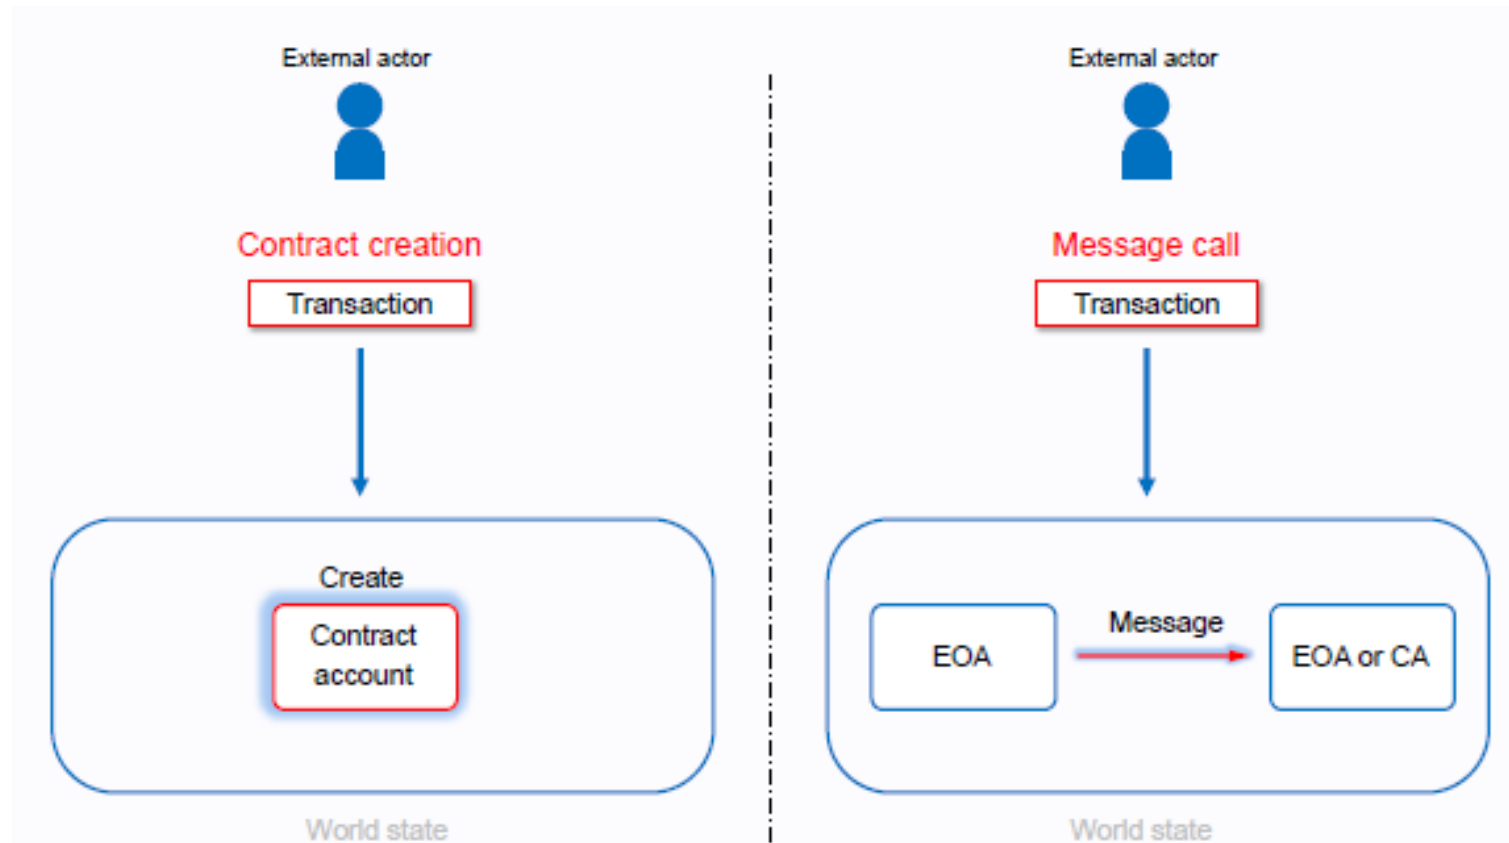 External actor
Contract creation
Transaction
Create
Contract
account
World state
External actor
Message call
Transaction
EOA
Message
EOA or CA
World state